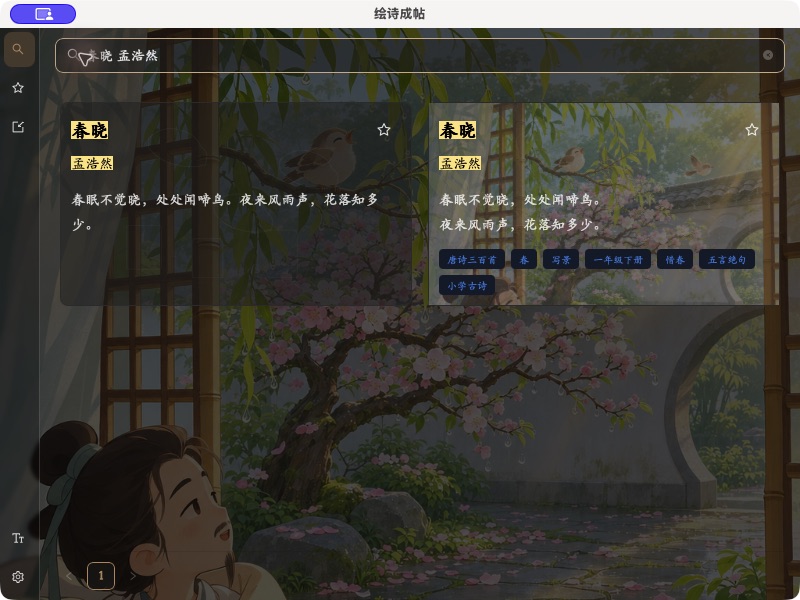 绘诗成帖
春晓 孟浩然
春晓
孟浩然
春眠不觉晓，处处闻啼鸟。夜来风雨声，花落知多
少。
春晓
孟浩然
春眠不觉晓，处处闻啼鸟。
夜来风雨声，花落知多少。
唐诗三百首 春 写景 一年级下册 惜春 五言绝句
小学古诗
Tr
1